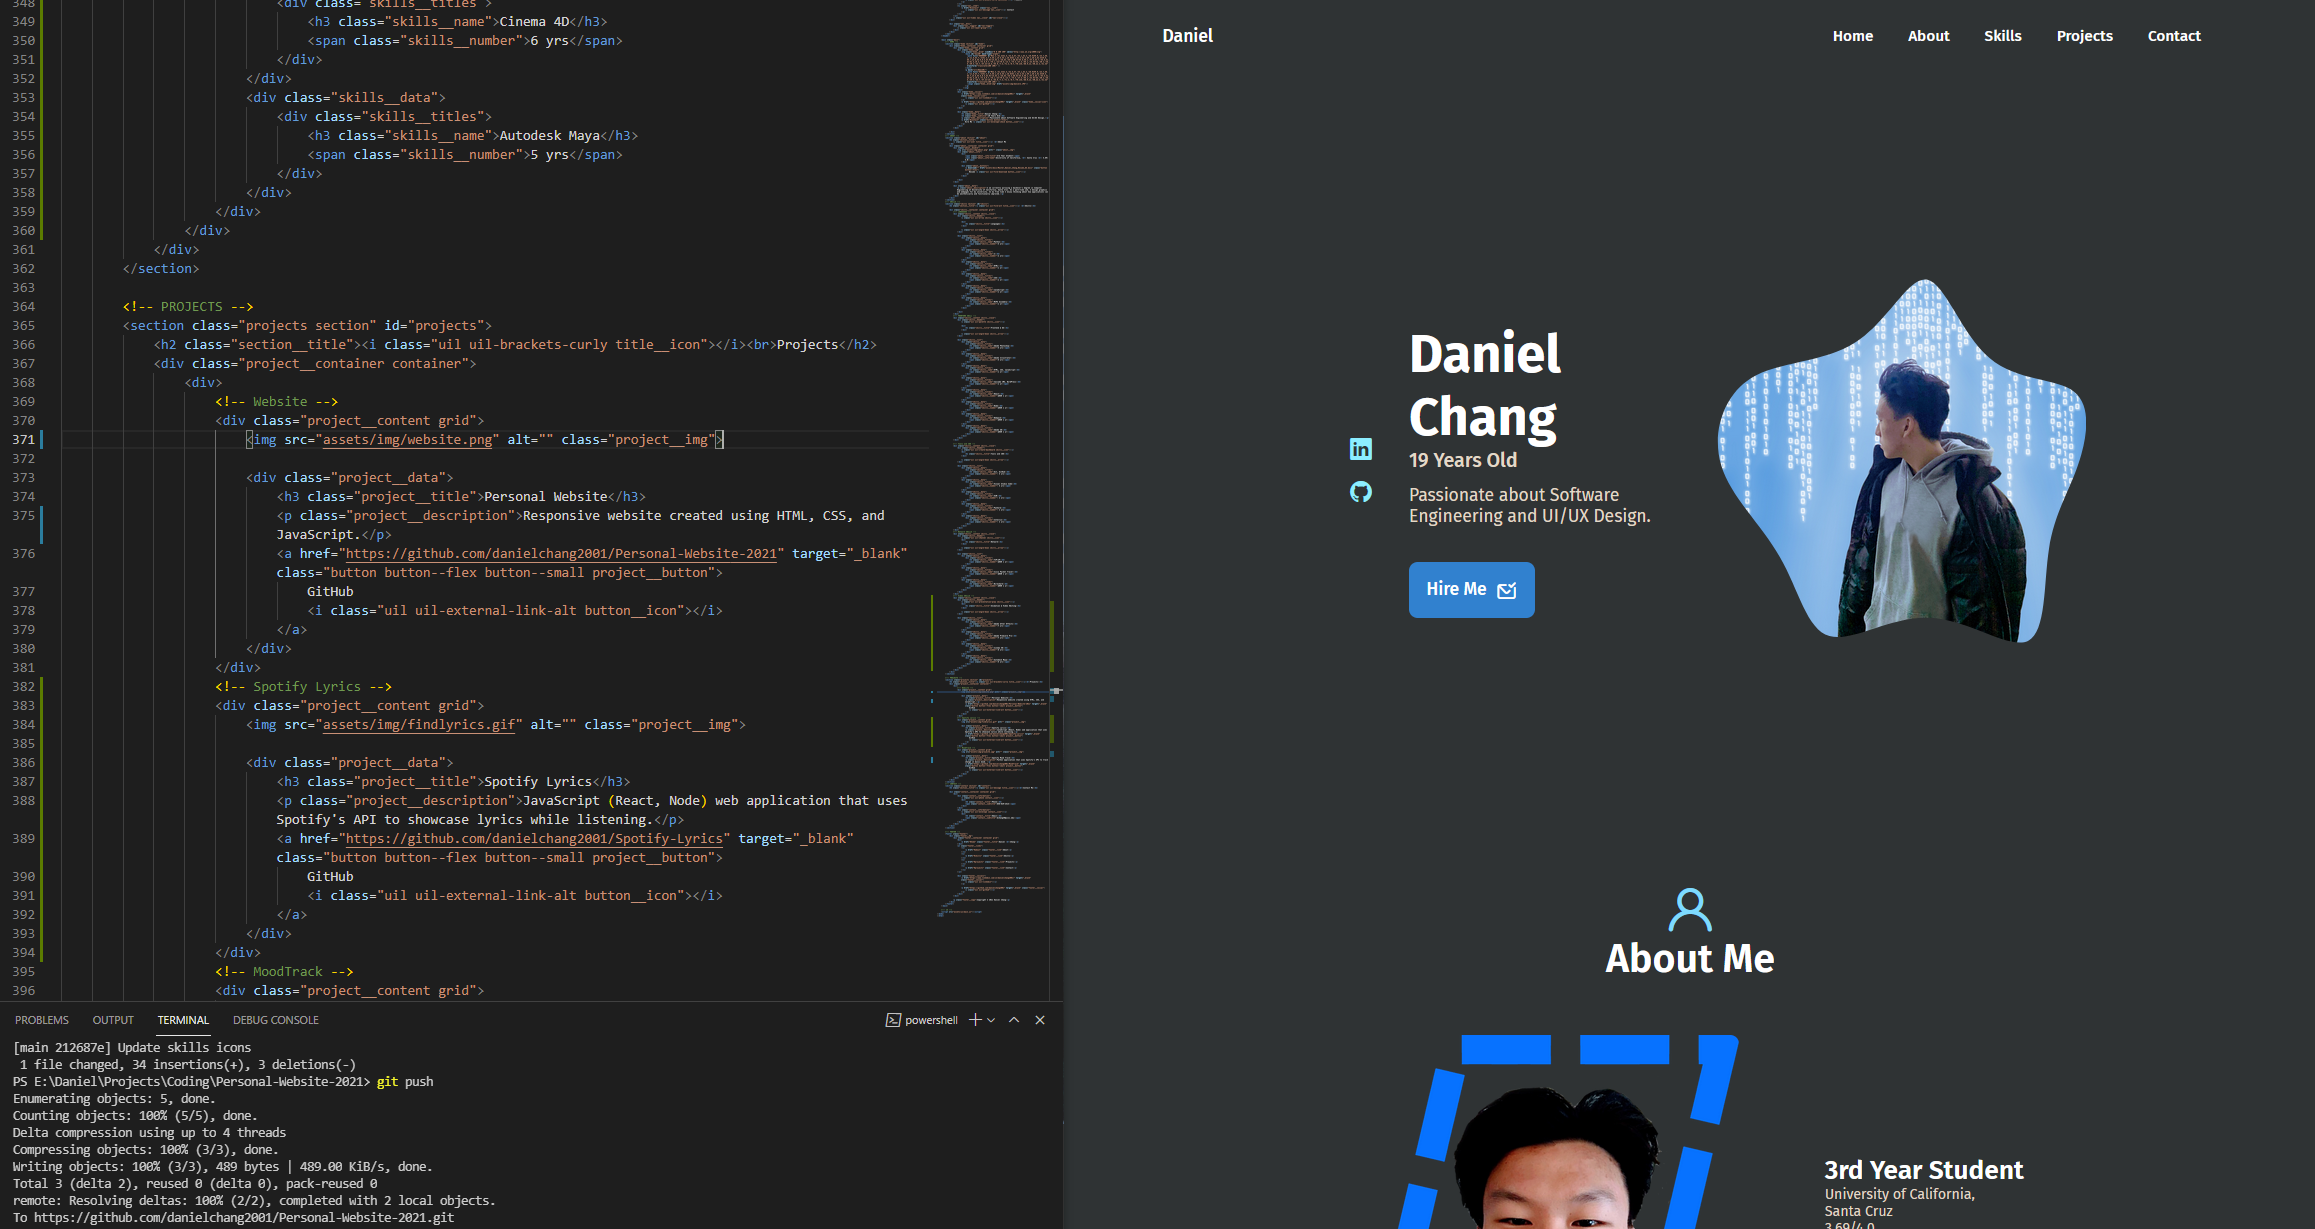 348 <div class="skills__titles">
349 <h3 class="skills__name">Cinema 4D</h3>
350 <span class="skills__number">6 yrs</span>
351 </div>
352 </div>
353 <div class="skills__data">
354 <div class="skills__titles">
355 <h3 class="skills__name">Autodesk Maya</h3>
356 <span class="skills__number">5 yrs</span>
357 </div>
358 </div>
359 </div>
360 </div>
361 </div>
362 </section>
363
364 <!-- PROJECTS -->
365 <section class="projects section" id="projects">
366 <h2 class="section__title"><i class="uil uil-brackets-curly title__icon"></i><br>Projects</h2>
367 <div class="project__container container">
368 <div>
369 <!-- Website -->
370 <div class="project__content grid">
371 <img src="assets/img/website.png" alt="" class="project__img">
372
373 <div class="project__data">
374 <h3 class="project__title">Personal Website</h3>
375 <p class="project__description">Responsive website created using HTML, CSS, and
JavaScript.</p>
376 <a href="https://github.com/danielchang2001/Personal-Website-2021" target="_blank"
class="button button--flex button--small project__button">
377 GitHub
378 <i class="uil uil-external-link-alt button__icon"></i>
379 </a>
380 </div>
381 </div>
382 <!-- Spotify Lyrics -->
383 <div class="project__content grid">
384 <img src="assets/img/findlyrics.gif" alt="" class="project__img">
385
386 <div class="project__data">
387 <h3 class="project__title">Spotify Lyrics</h3>
388 <p class="project__description">JavaScript (React, Node) web application that uses
Spotify's API to showcase lyrics while listening.</p>
389 <a href="https://github.com/danielchang2001/Spotify-Lyrics" target="_blank"
class="button button--flex button--small project__button">
390 GitHub
391 <i class="uil uil-external-link-alt button__icon"></i>
392 </a>
393 </div>
394 </div>
395 <!-- MoodTrack -->
396 <div class="project__content grid">
PROBLEMS OUTPUT TERMINAL DEBUG CONSOLE powershell
[main 212687e] Update skills icons
1 file changed, 34 insertions(+), 3 deletions(-)
PS E:\Daniel\Projects\Coding\Personal-Website-2021> git push
Enumerating objects: 5, done.
Counting objects: 100% (5/5), done.
Delta compression using up to 4 threads
Compressing objects: 100% (3/3), done.
Writing objects: 100% (3/3), 489 bytes | 489.00 KiB/s, done.
Total 3 (delta 2), reused 0 (delta 0), pack-reused 0
remote: Resolving deltas: 100% (2/2), completed with 2 local objects.
To https://github.com/danielchang2001/Personal-Website-2021.git
Daniel Home About Skills Projects Contact
Daniel
Chang
in
19 Years Old
Passionate about Software
Engineering and UI/UX Design.
Hire Me
About Me
3rd Year Student
University of California,
Santa Cruz
3.69/4.0